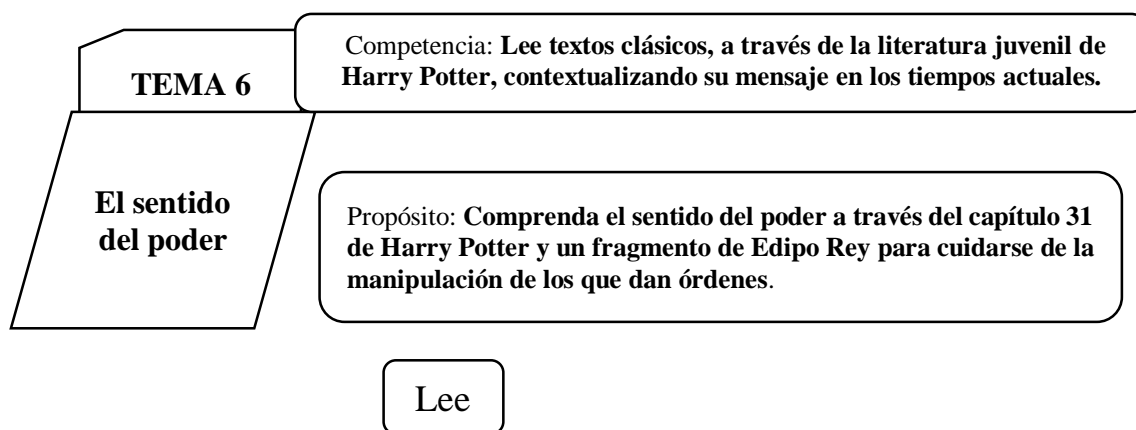 TEMA 6
Competencia: Lee textos clásicos, a través de la literatura juvenil de
Harry Potter, contextualizando su mensaje en los tiempos actuales.
El sentido
del poder
Propósito: Comprenda el sentido del poder a través del capítulo 31
de Harry Potter y un fragmento de Edipo Rey para cuidarse de la
manipulación de los que dan órdenes.
Lee